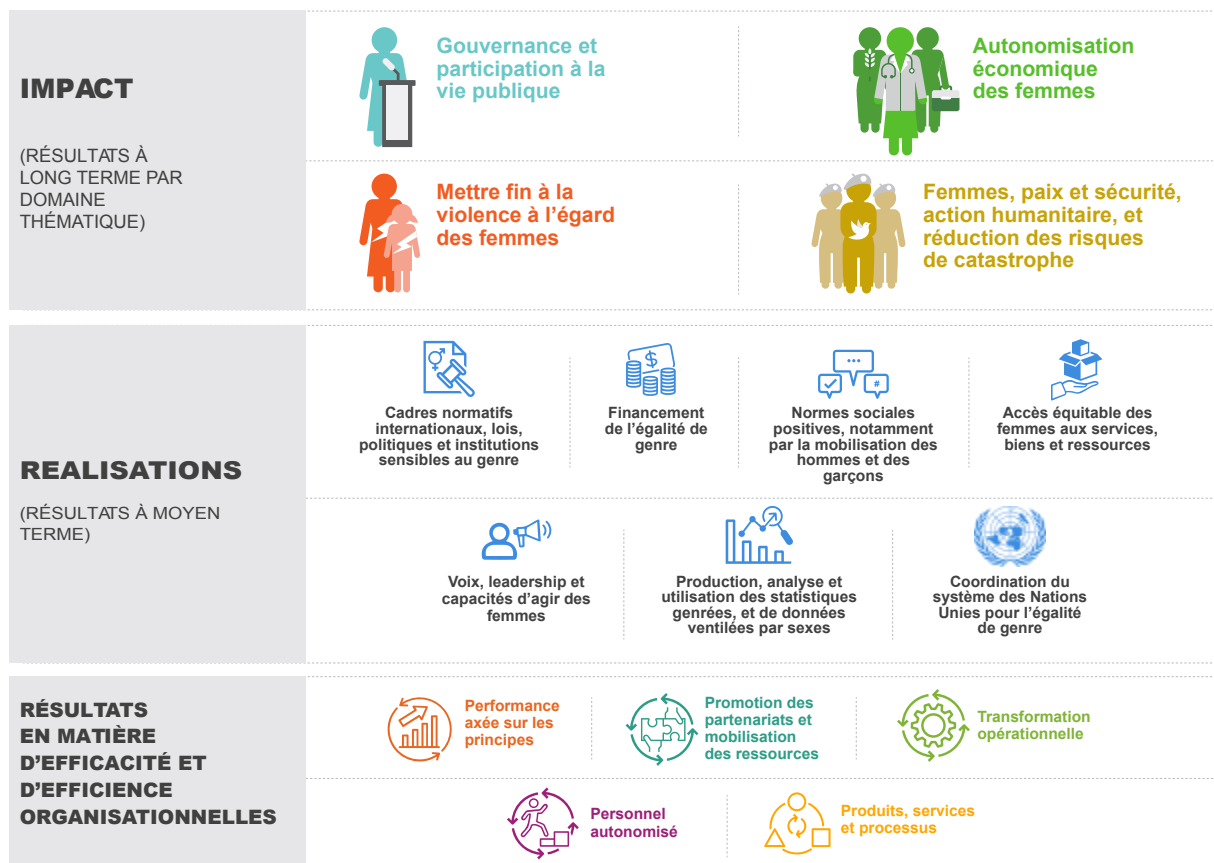 IMPACT
(RÉSULTATS À
LONG TERME PAR
DOMAINE
THÉMATIQUE)
Gouvernance et
participation à la
vie publique
Autonomisation
économique
des femmes
Mettre fin à la
violence à l'égard
des femmes
Femmes, paix et sécurité,
action humanitaire, et
réduction des risques
de catastrophe
REALISATIONS
(RÉSULTATS À MOYEN
TERME)
$
Cadres normatifs
internationaux, lois,
politiques et institutions
sensibles au genre
Financement
de l'égalité de
genre
...
#
Normes sociales
positives, notamment
par la mobilisation des
hommes et des
garçons
Accès équitable des
femmes aux services,
biens et ressources
Voix, leadership et
capacités d'agir des
femmes
Production, analyse et
utilisation des statistiques
genrées, et de données
ventilées par sexes
Coordination du
système des Nations
Unies pour l'égalité
de genre
RÉSULTATS
EN MATIÈRE
D'EFFICACITÉ ET
D'EFFICIENCE
ORGANISATIONNELLES
Performance
axée sur les
principes
Promotion des
partenariats et
mobilisation
des ressources
Transformation
opérationnelle
Personnel
autonomisé
Produits, services
et processus